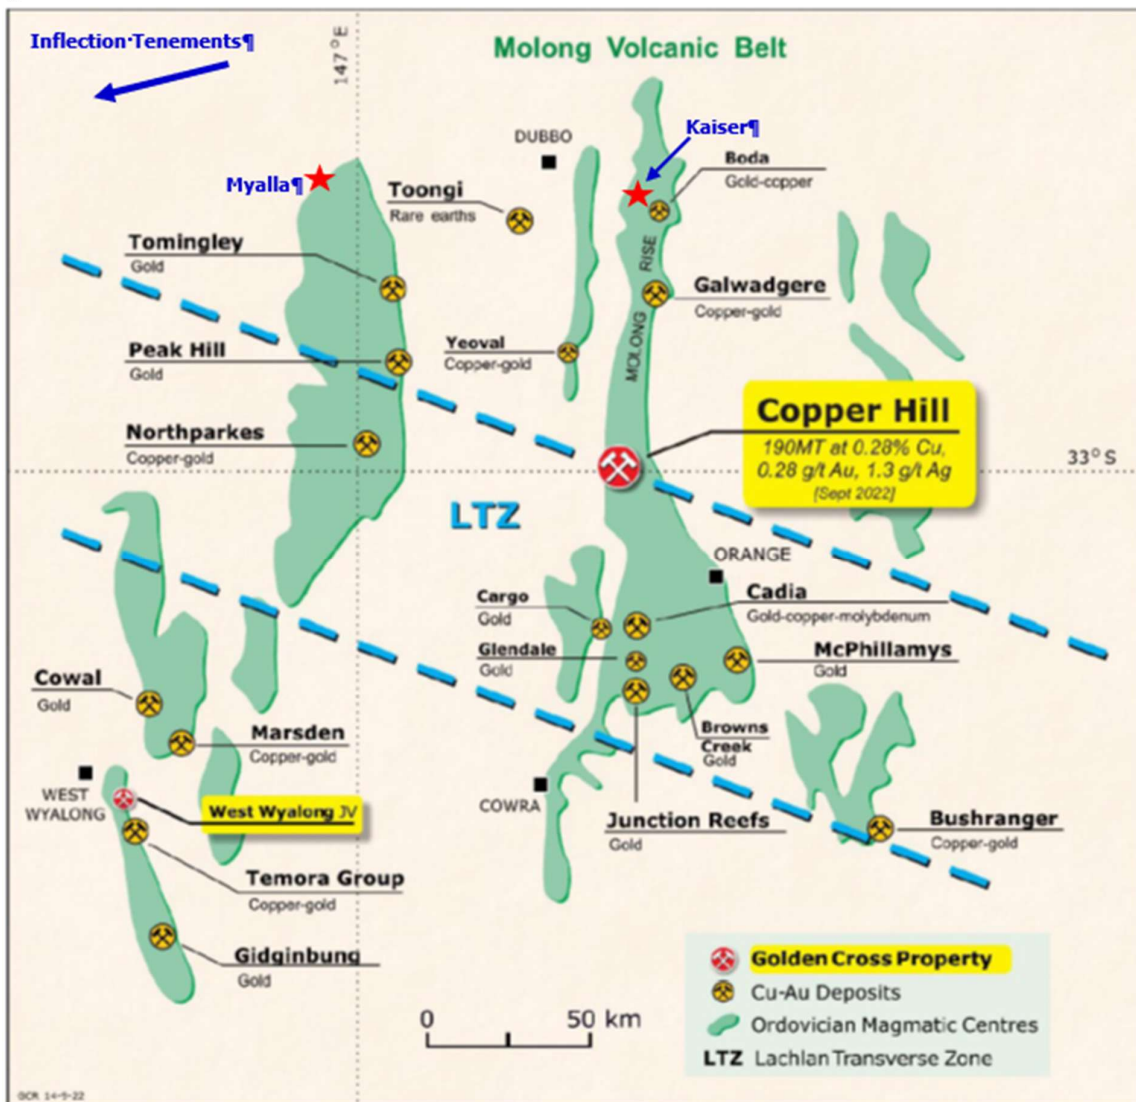 Inflection·Tenements¶
147°E
Molong Volcanic Belt
DUBBO
Kaiser¶
Boda
Gold-copper
Myalla¶
Toongi
Rare earths
Tomingley
Gold
MOLONG RISE
Galwadgere
Copper-gold
Peak Hill
Gold
Yeoval
Copper-gold
Copper Hill
190MT at 0.28% Cu,
0.28 g/t Au, 1.3 g/t Ag
[Sept 2022]
Northparkes
Copper-gold
33°S
LTZ
ORANGE
Cargo
Gold
Cadia
Gold-copper-molybdenum
Glendale
Gold
McPhillamys
Gold
Cowal
Gold
Marsden
Copper-gold
Browns
Creek
Gold
WEST
WYALONG
West Wyalong JV
COWRA
Junction Reefs
Gold
Bushranger
Copper-gold
Temora Group
Copper-gold
Gidginbung
Gold
Golden Cross Property
Cu-Au Deposits
Ordovician Magmatic Centres
LTZ Lachlan Transverse Zone
0 50 km
GCR 14-9-22